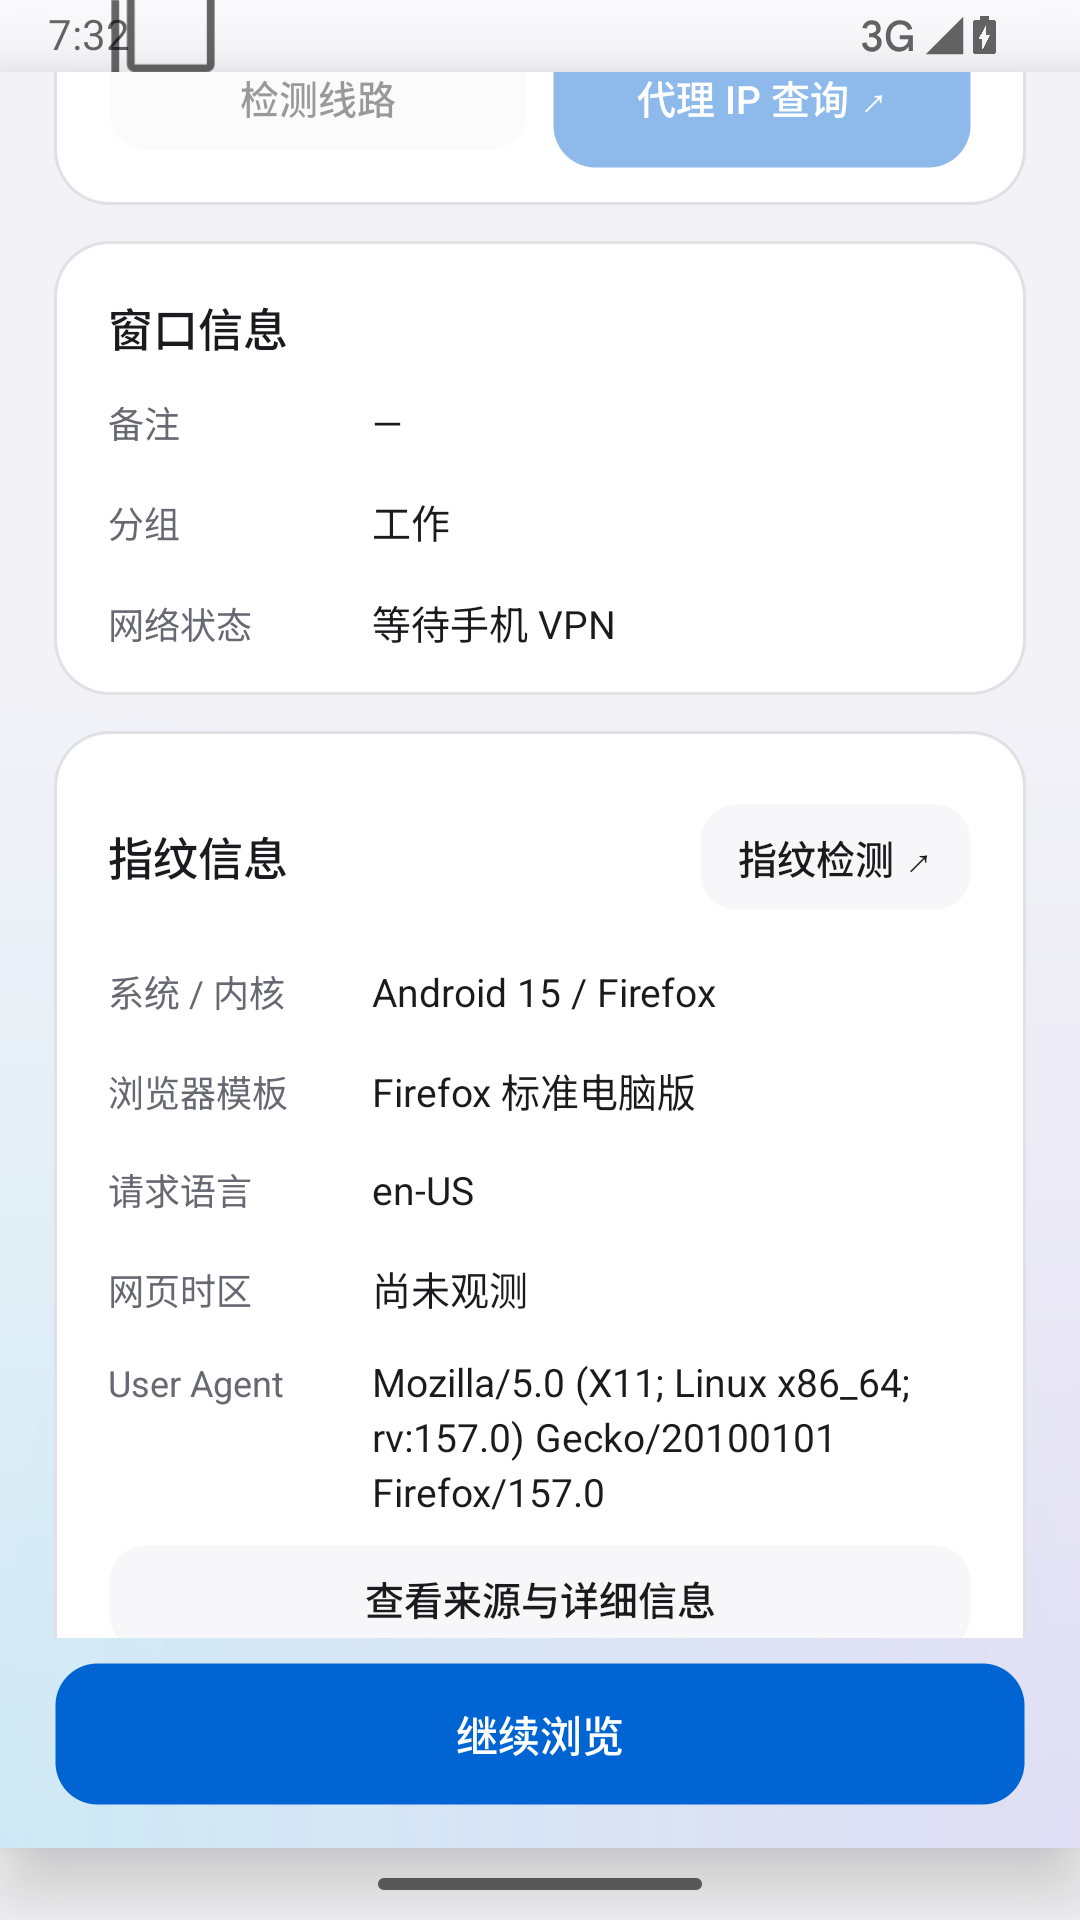 7:32
3G
检测线路
代理 IP 查询 ↗
窗口信息
备注 —
分组 工作
网络状态 等待手机 VPN
指纹信息
指纹检测 ↗
系统 / 内核 Android 15 / Firefox
浏览器模板 Firefox 标准电脑版
请求语言 en-US
网页时区 尚未观测
User Agent Mozilla/5.0 (X11; Linux x86_64;
rv:157.0) Gecko/20100101
Firefox/157.0
查看来源与详细信息
继续浏览